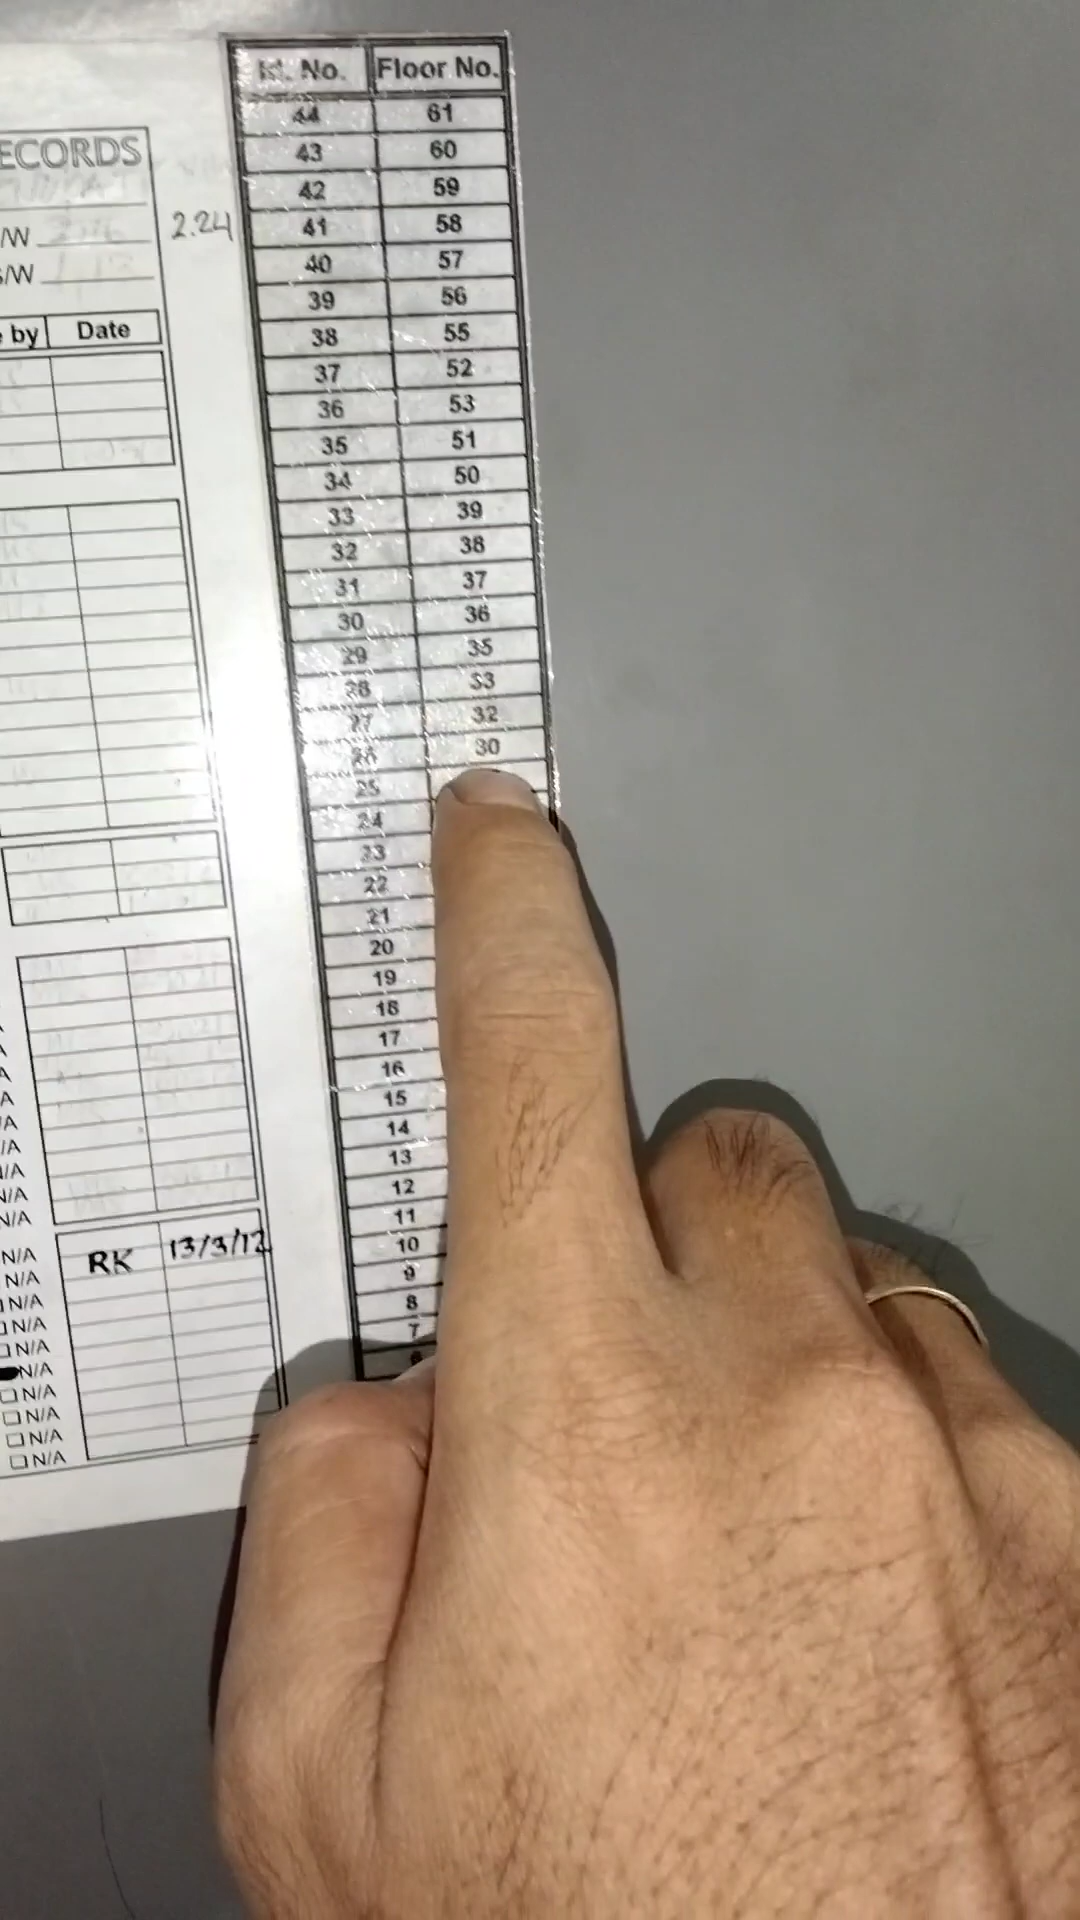 No. Floor No.
44 61
ECORDS
43 60
42 59
/W
2.24
41 58
S/W
40 57
39 56
by Date
38 55
37 52
36 53
35 51
34 50
33 39
32 38
31 37
30 36
29 35
28 33
27 32
26 30
25
24
23
22
21
20
19
18
17
16
15
14
13
12
11
10
9
8
7
A
A
A
/A
/A
/A
N/A
N/A
N/A RK 13/3/12
N/A
N/A
N/A
N/A
N/A
N/A
N/A
N/A
N/A